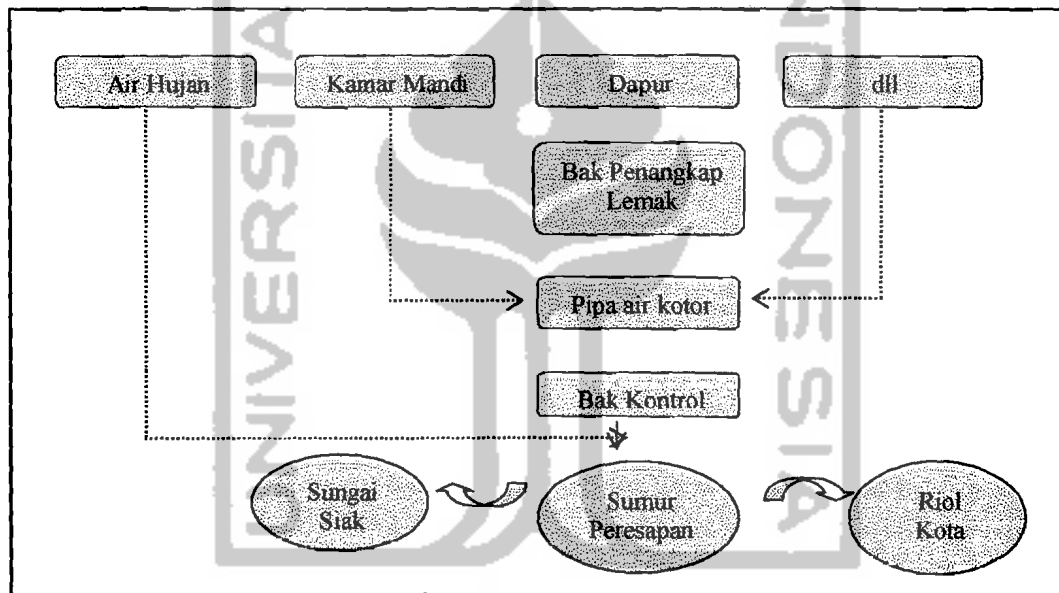 Air Hujan
Kamar Mandi
Dapur
dll
Bak Penangkap
Lemak
Pipa air kotor
Bak Kontrol
Sungai
Siak
Sumur
Peresapan
Riol
Kota
UNIVERSITA